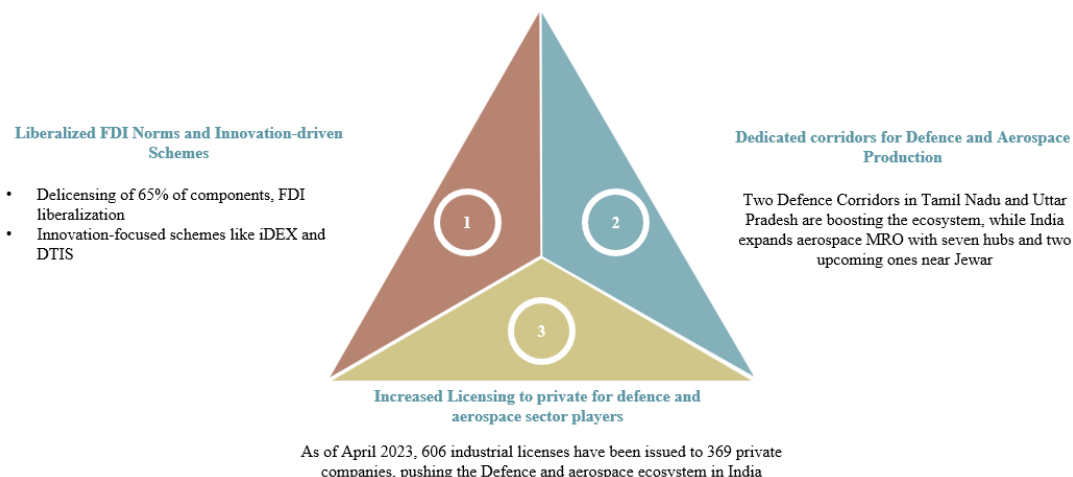 Liberalized FDI Norms and Innovation-driven
Schemes
• Delicensing of 65% of components, FDI
liberalization
• Innovation-focused schemes like iDEX and
DTIS
1
2
Dedicated corridors for Defence and Aerospace
Production
Two Defence Corridors in Tamil Nadu and Uttar
Pradesh are boosting the ecosystem, while India
expands aerospace MRO with seven hubs and two
upcoming ones near Jewar
3
Increased Licensing to private for defence and
aerospace sector players
As of April 2023, 606 industrial licenses have been issued to 369 private
companies, pushing the Defence and aerospace ecosystem in India